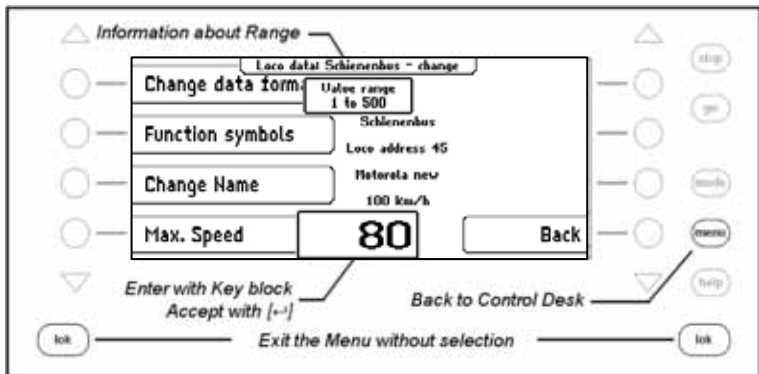 Information about Range
stop
Loco data: Schienenbus - change
Change data form
Value range
1 to 500
go
Function symbols
Schienenbus
Loco address 45
Change Name
Motorola new
mode
100 km/h
Max. Speed
80
Back
menu
Enter with Key block
Accept with [↵]
Back to Control Desk
help
lok
Exit the Menu without selection
lok